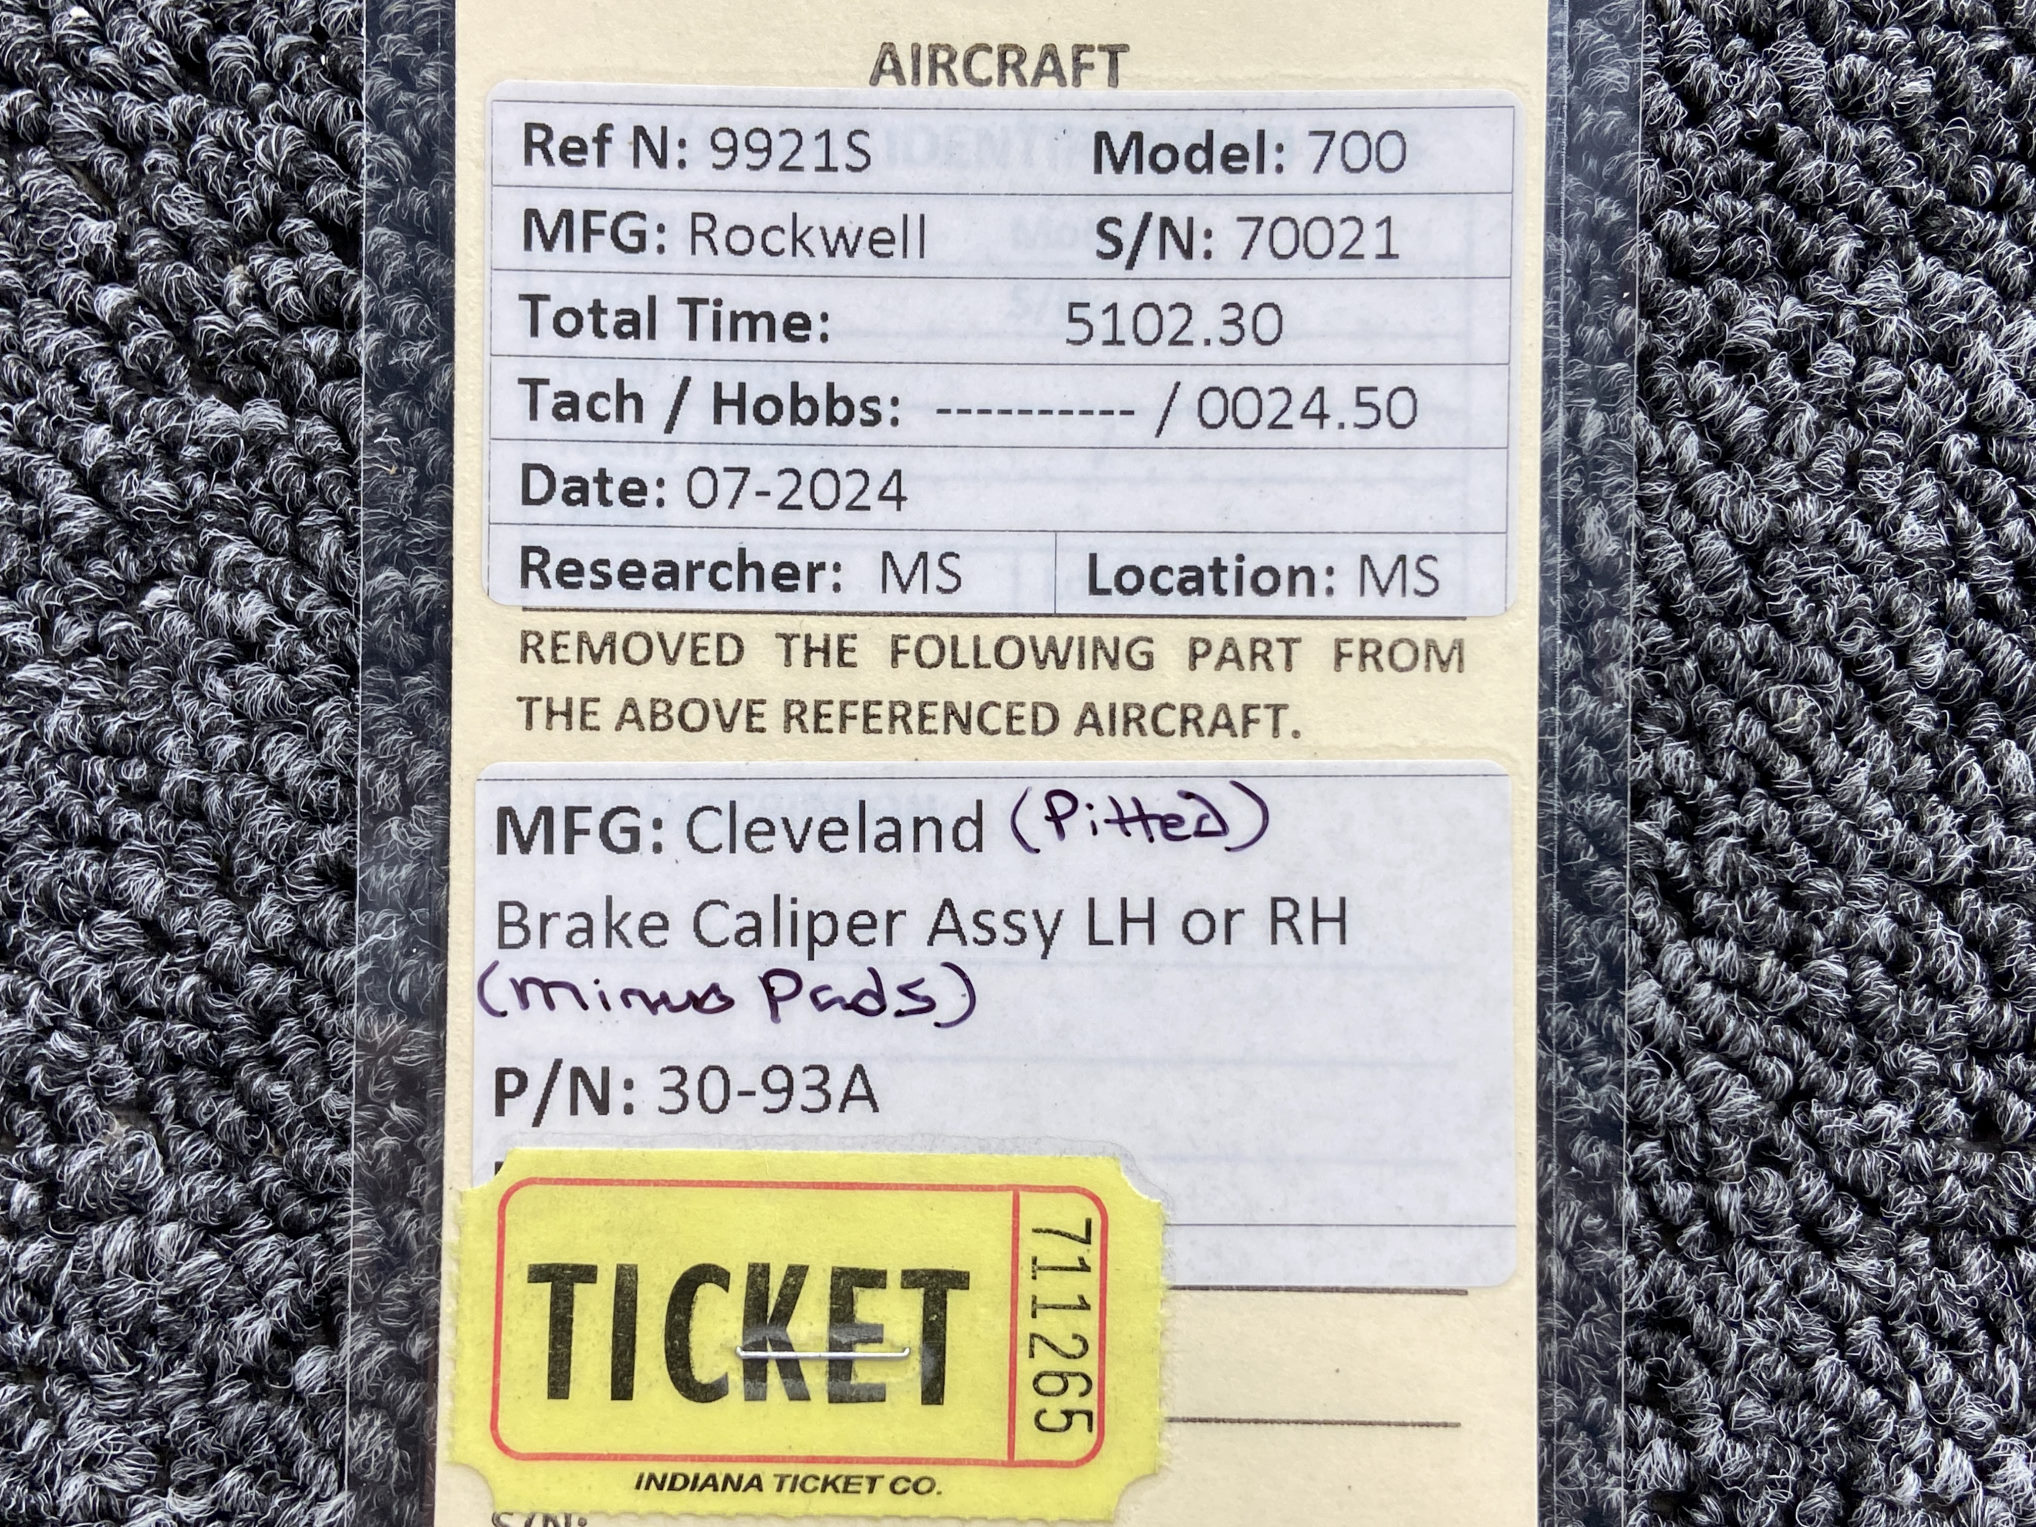 AIRCRAFT
Ref N: 9921S Model: 700
MFG: Rockwell S/N: 70021
Total Time: 5102.30
Tach / Hobbs: ---------- / 0024.50
Date: 07-2024
Researcher: MS Location: MS
REMOVED THE FOLLOWING PART FROM
THE ABOVE REFERENCED AIRCRAFT.
MFG: Cleveland (Pitted)
Brake Caliper Assy LH or RH
(minus Pads)
P/N: 30-93A
TICKET 711265
INDIANA TICKET CO.
S/N: